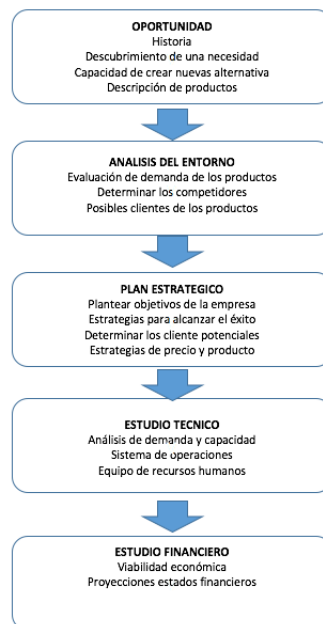 OPORTUNIDAD
Historia
Descubrimiento de una necesidad
Capacidad de crear nuevas alternativa
Descripción de productos
ANALISIS DEL ENTORNO
Evaluación de demanda de los productos
Determinar los competidores
Posibles clientes de los productos
PLAN ESTRATEGICO
Plantear objetivos de la empresa
Estrategias para alcanzar el éxito
Determinar los cliente potenciales
Estrategias de precio y producto
ESTUDIO TECNICO
Análisis de demanda y capacidad
Sistema de operaciones
Equipo de recursos humanos
ESTUDIO FINANCIERO
Viabilidad económica
Proyecciones estados financieros